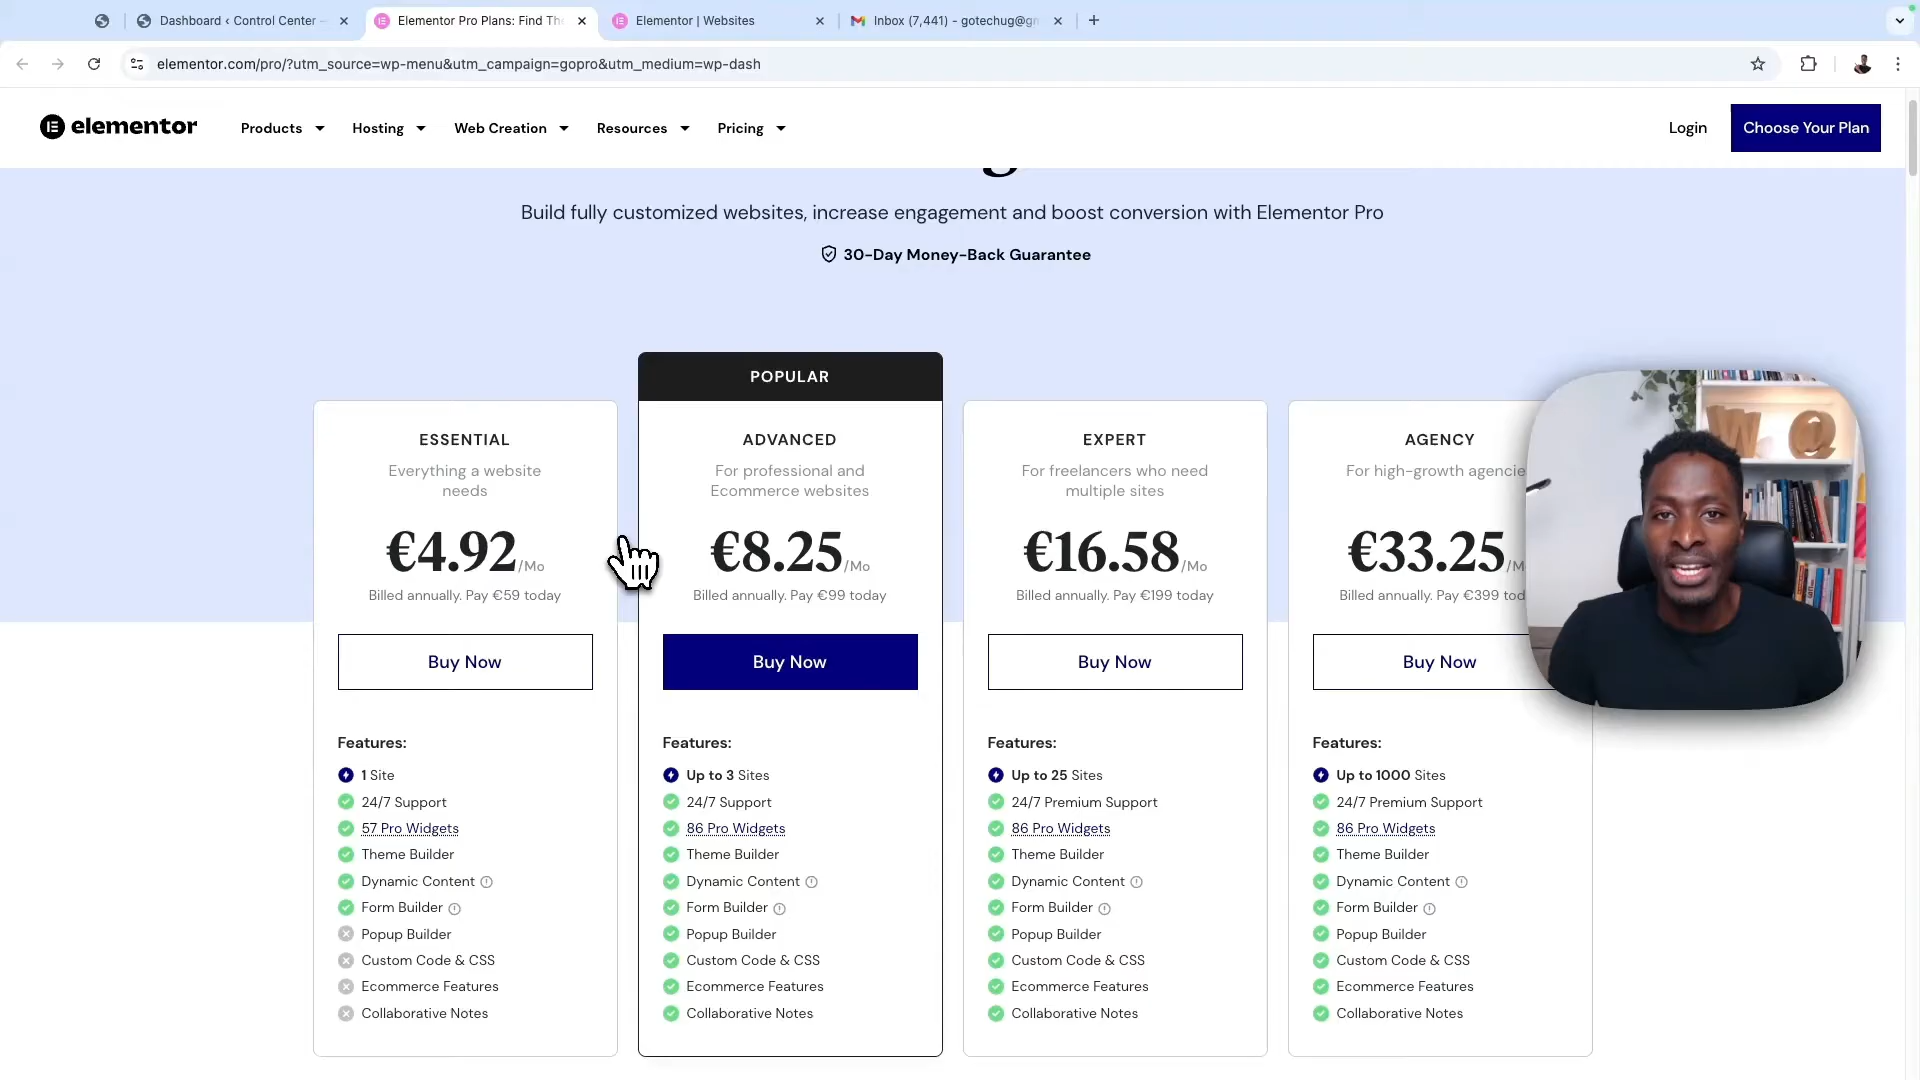 Dashboard ‹ Control Center –
Elementor Pro Plans: Find The
Elementor | Websites
Inbox (7,441) - gotechug@gm
elementor.com/pro/?utm_source=wp-menu&utm_campaign=gopro&utm_medium=wp-dash
elementor
Products
Hosting
Web Creation
Resources
Pricing
Login
Choose Your Plan
Build fully customized websites, increase engagement and boost conversion with Elementor Pro
30-Day Money-Back Guarantee
POPULAR
ESSENTIAL
Everything a website
needs
€4.92/Mo
Billed annually. Pay €59 today
Buy Now
Features:
1 Site
24/7 Support
57 Pro Widgets
Theme Builder
Dynamic Content
Form Builder
Popup Builder
Custom Code & CSS
Ecommerce Features
Collaborative Notes
ADVANCED
For professional and
Ecommerce websites
€8.25/Mo
Billed annually. Pay €99 today
Buy Now
Features:
Up to 3 Sites
24/7 Support
86 Pro Widgets
Theme Builder
Dynamic Content
Form Builder
Popup Builder
Custom Code & CSS
Ecommerce Features
Collaborative Notes
EXPERT
For freelancers who need
multiple sites
€16.58/Mo
Billed annually. Pay €199 today
Buy Now
Features:
Up to 25 Sites
24/7 Premium Support
86 Pro Widgets
Theme Builder
Dynamic Content
Form Builder
Popup Builder
Custom Code & CSS
Ecommerce Features
Collaborative Notes
AGENCY
For high-growth agencie
€33.25/M
Billed annually. Pay €399 tod
Buy Now
Features:
Up to 1000 Sites
24/7 Premium Support
86 Pro Widgets
Theme Builder
Dynamic Content
Form Builder
Popup Builder
Custom Code & CSS
Ecommerce Features
Collaborative Notes
W @